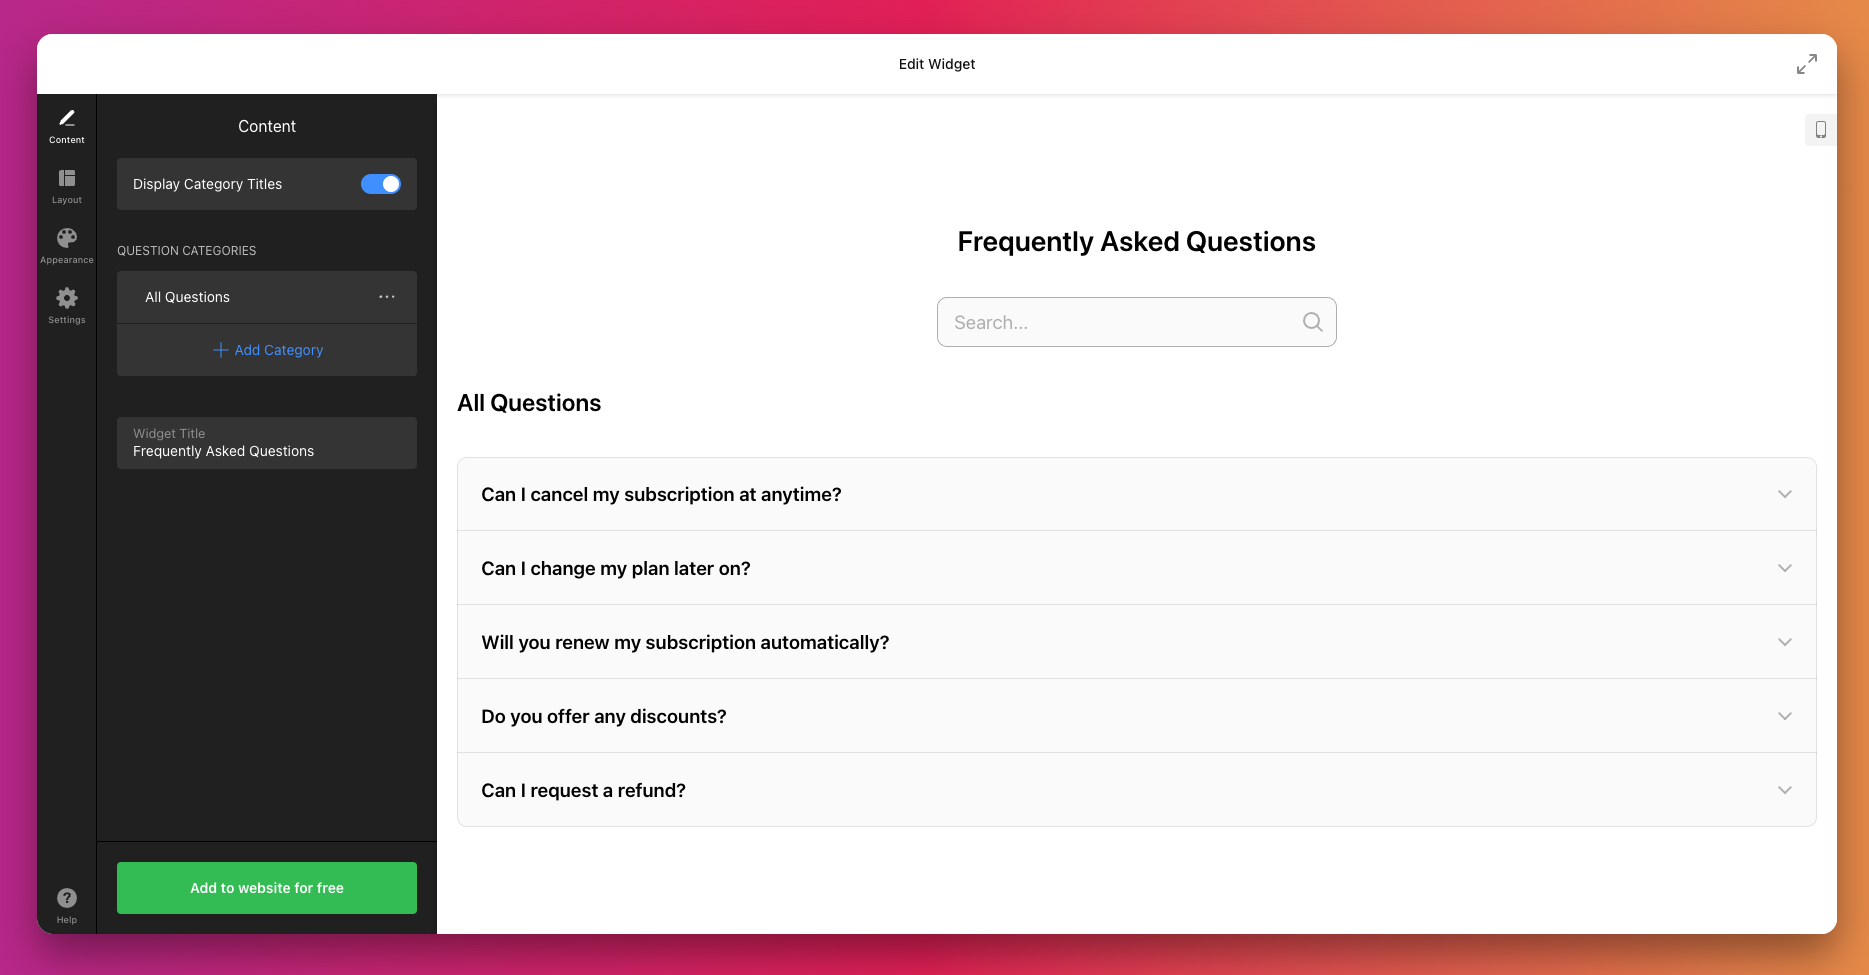 Edit Widget
Content
Layout
Appearance
Settings
Help
Content
Display Category Titles
QUESTION CATEGORIES
All Questions
Add Category
Widget Title
Frequently Asked Questions
Add to website for free
Frequently Asked Questions
Search...
All Questions
Can I cancel my subscription at anytime?
Can I change my plan later on?
Will you renew my subscription automatically?
Do you offer any discounts?
Can I request a refund?